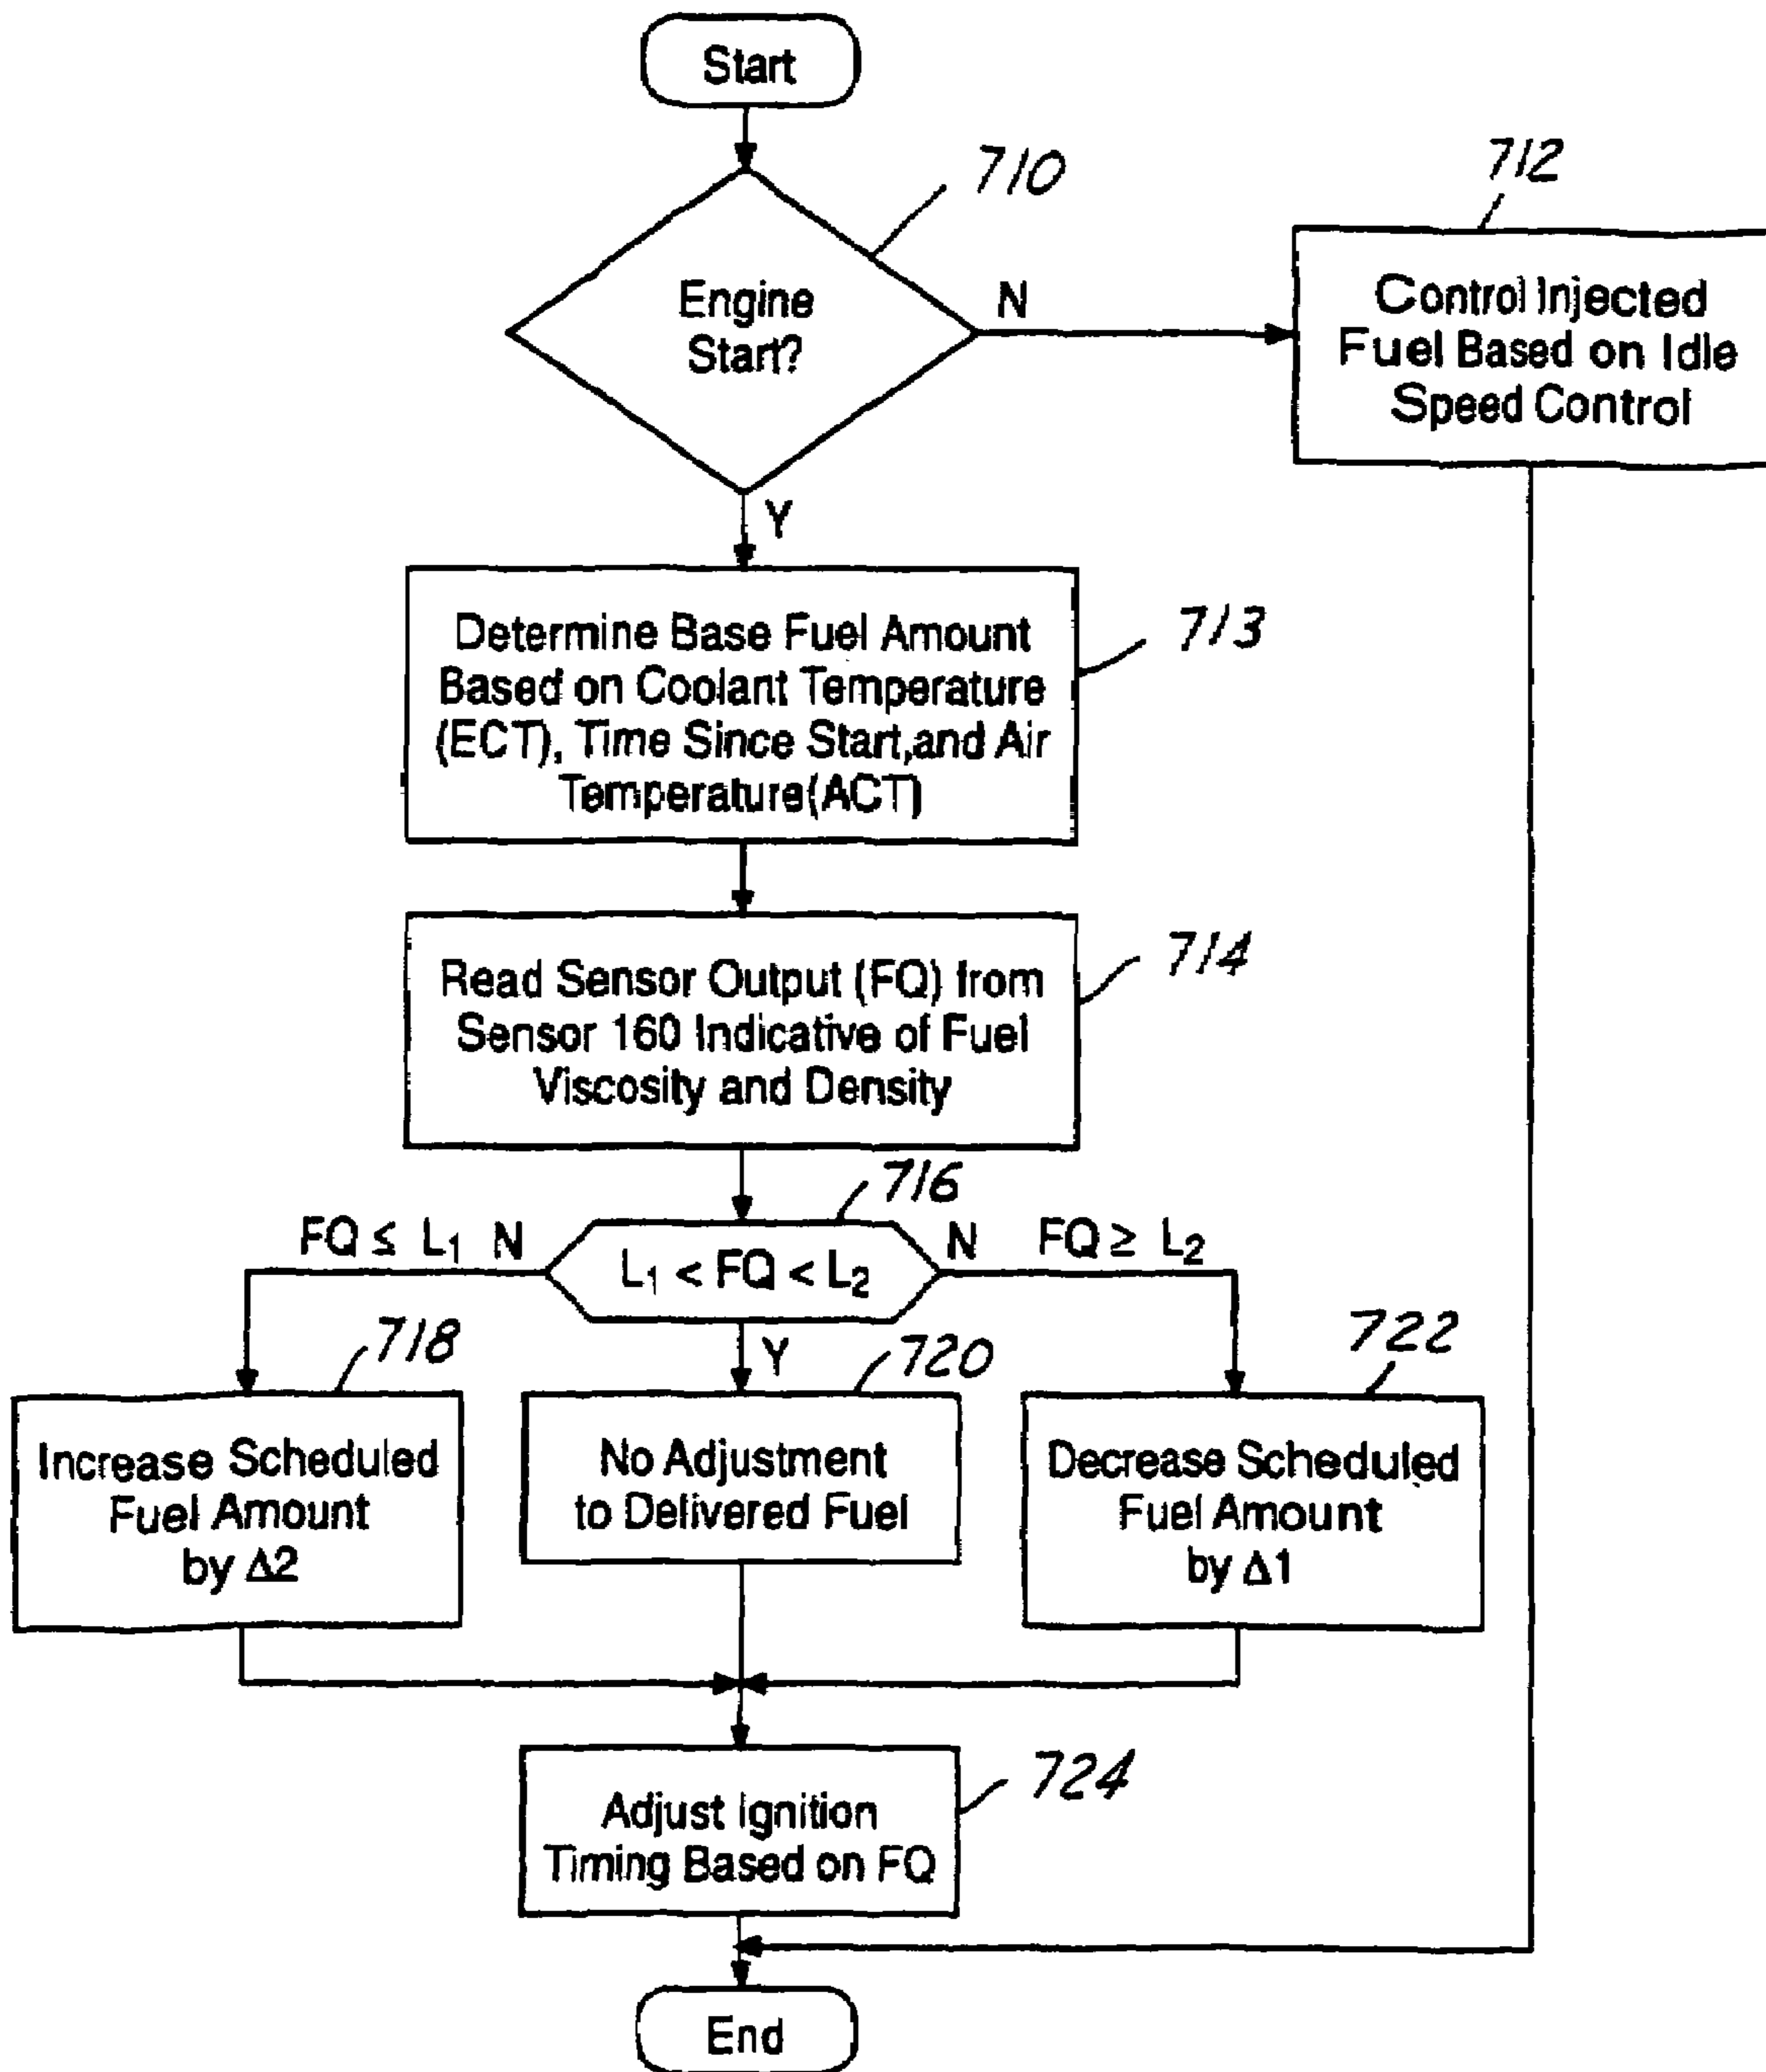 Start
710
712
Engine
Start?
N
Control Injected
Fuel Based on Idle
Speed Control
Y
Determine Base Fuel Amount
Based on Coolant Temperature
(ECT), Time Since Start,and Air
Temperature(ACT)
713
Read Sensor Output (FQ) from
Sensor 160 Indicative of Fuel
Viscosity and Density
714
716
FQ ≤ L1 N
L1 < FQ < L2
N FQ ≥ L2
718
Y
720
722
Increase Scheduled
Fuel Amount
by Δ2
No Adjustment
to Delivered Fuel
Decrease Scheduled
Fuel Amount
by Δ1
Adjust Ignition
Timing Based on FQ
724
End